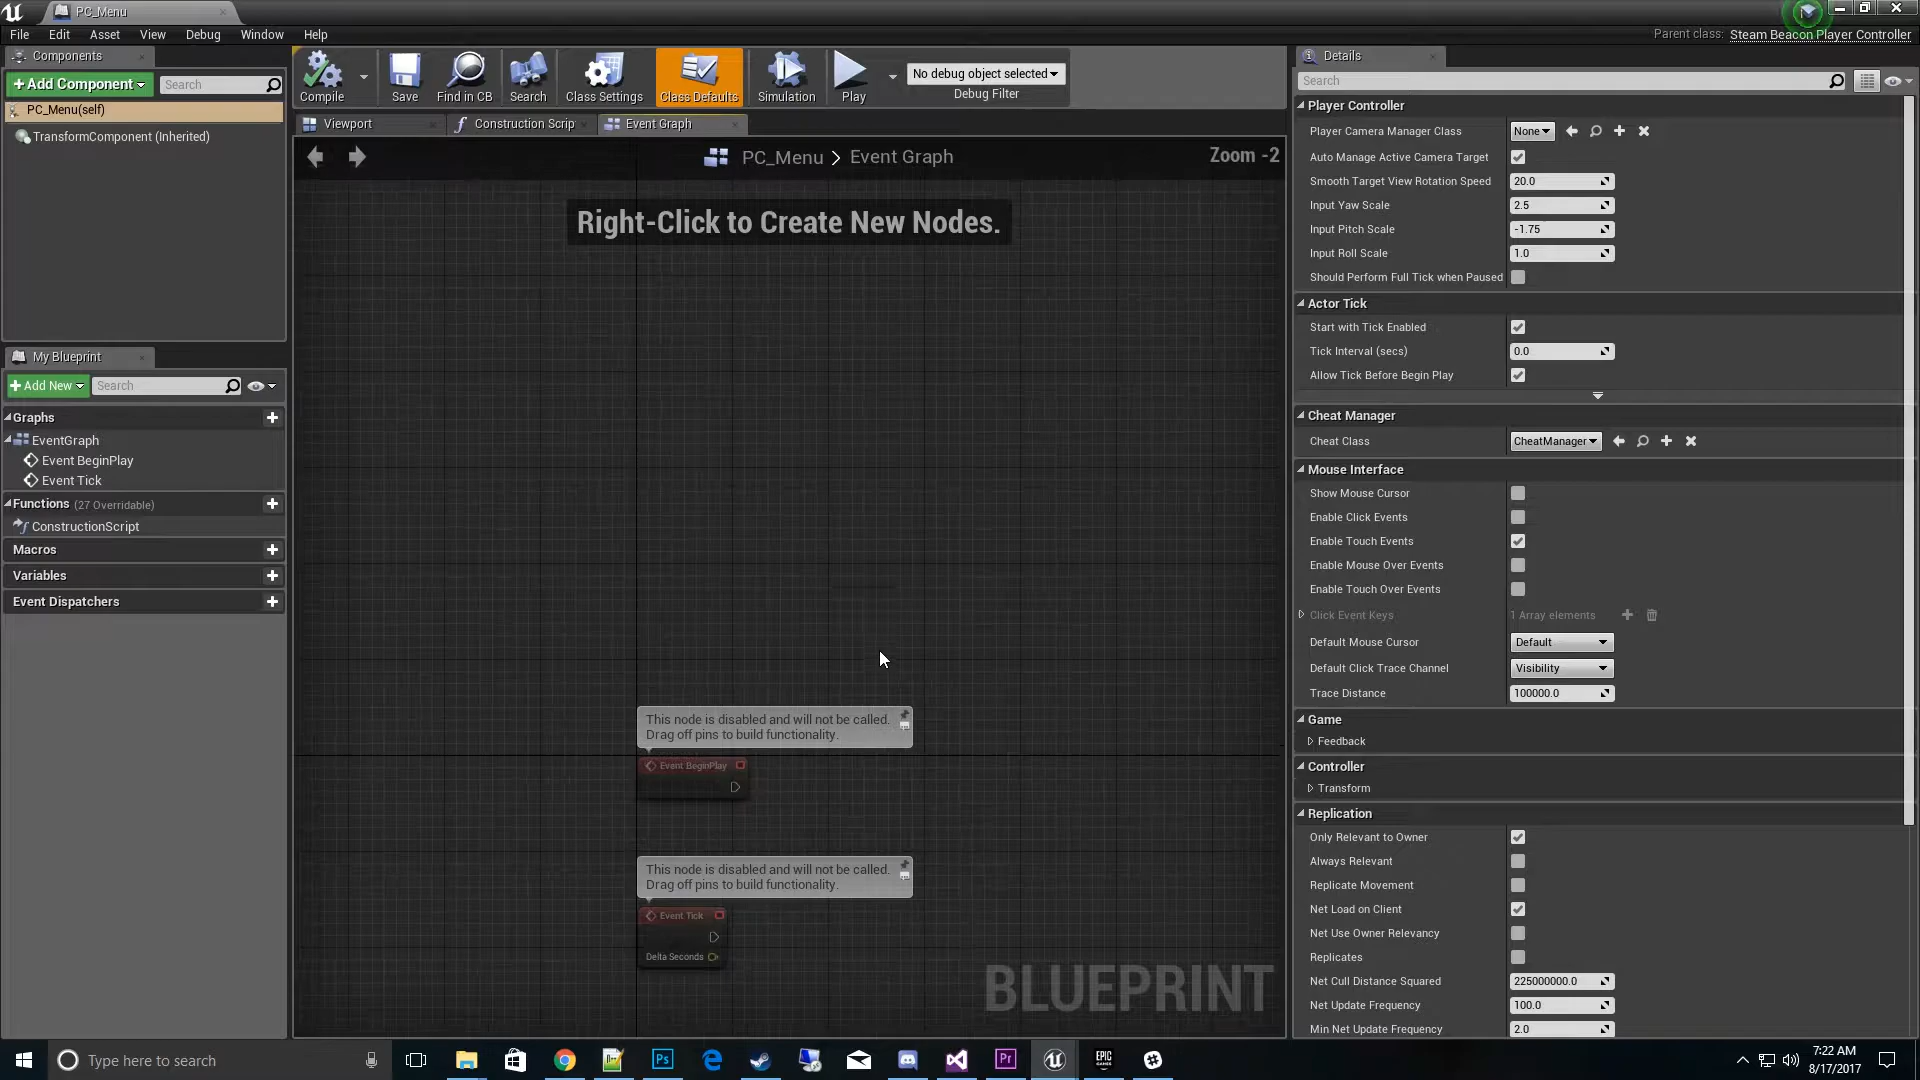 PC_Menu
File Edit Asset View Debug Window Help
Parent class: Steam Beacon Player Controller
Components
+ Add Component
Search
PC_Menu(self)
TransformComponent (Inherited)
Compile
Save
Find in CB
Search
Class Settings
Class Defaults
Simulation
Play
No debug object selected
Debug Filter
Viewport
Construction Scrip
Event Graph
PC_Menu > Event Graph
Zoom -2
Right-Click to Create New Nodes.
This node is disabled and will not be called.
Drag off pins to build functionality.
Event BeginPlay
This node is disabled and will not be called.
Drag off pins to build functionality.
Event Tick
Delta Seconds
BLUEPRINT
My Blueprint
+ Add New
Search
Graphs
EventGraph
Event BeginPlay
Event Tick
Functions (27 Overridable)
ConstructionScript
Macros
Variables
Event Dispatchers
Details
Search
Player Controller
Player Camera Manager Class None
Auto Manage Active Camera Target
Smooth Target View Rotation Speed 20.0
Input Yaw Scale 2.5
Input Pitch Scale -1.75
Input Roll Scale 1.0
Should Perform Full Tick when Paused
Actor Tick
Start with Tick Enabled
Tick Interval (secs) 0.0
Allow Tick Before Begin Play
Cheat Manager
Cheat Class CheatManager
Mouse Interface
Show Mouse Cursor
Enable Click Events
Enable Touch Events
Enable Mouse Over Events
Enable Touch Over Events
Click Event Keys 1 Array elements
Default Mouse Cursor Default
Default Click Trace Channel Visibility
Trace Distance 100000.0
Game
Feedback
Controller
Transform
Replication
Only Relevant to Owner
Always Relevant
Replicate Movement
Net Load on Client
Net Use Owner Relevancy
Replicates
Net Cull Distance Squared 225000000.0
Net Update Frequency 100.0
Min Net Update Frequency 2.0
Type here to search
Ps
Pr
EPIC
GAMES
7:22 AM
8/17/2017